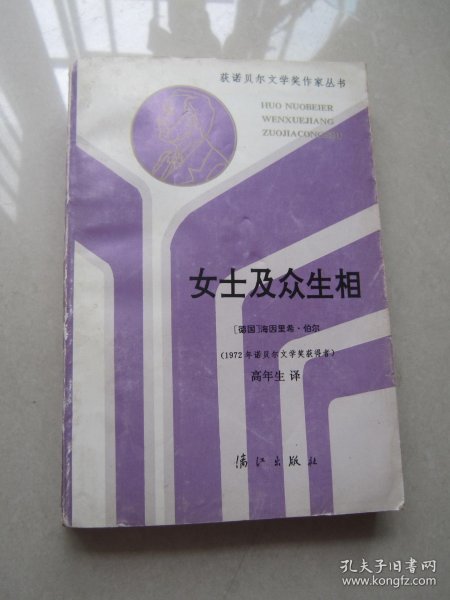 获诺贝尔文学奖作家丛书
HUO NUOBEIER
WENXUEJIANG
ZUOJIACONGSHU
女士及众生相
[德国]海因里希·伯尔
(1972年诺贝尔文学奖获得者)
高年生 译
漓江出版社
孔夫子旧书网
www.kongfz.com